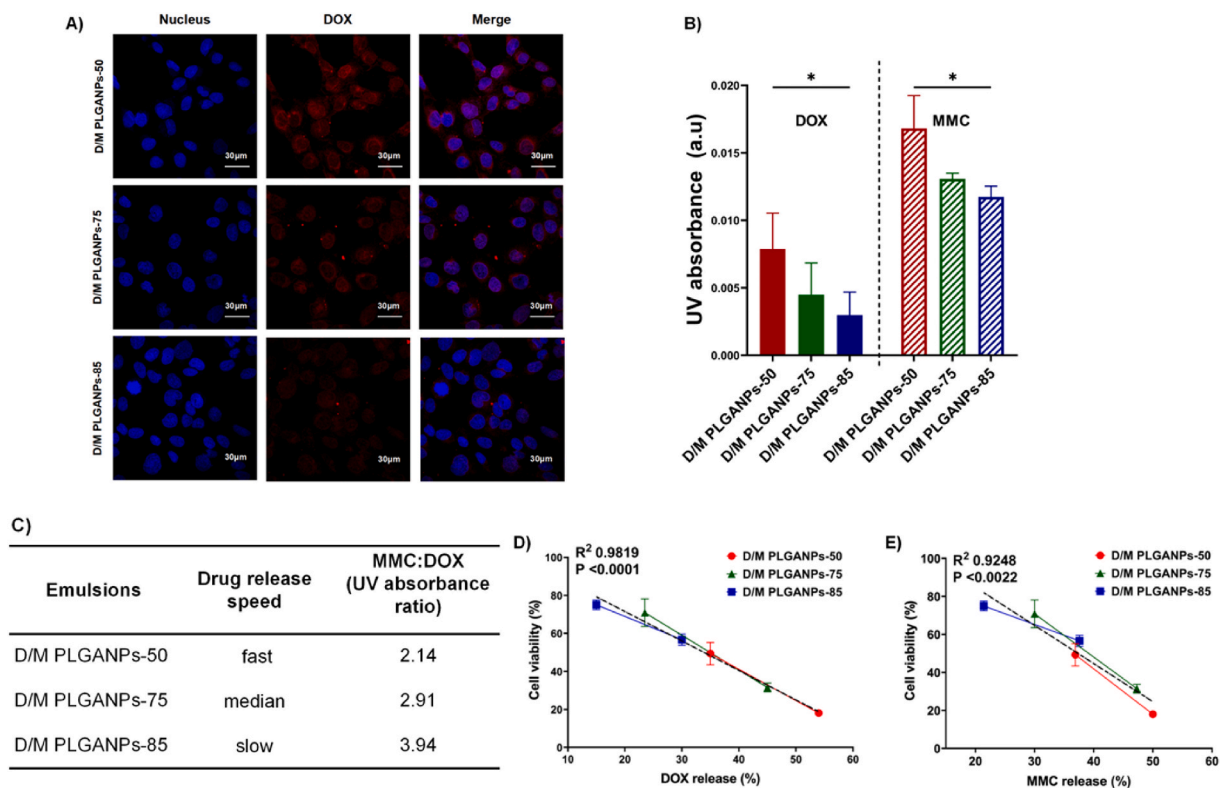 A)
Nucleus
DOX
Merge
D/M PLGANPs-50
30μm
30μm
30μm
D/M PLGANPs-75
30μm
30μm
30μm
D/M PLGANPs-85
30μm
30μm
30μm
B)
UV absorbance (a.u)
0.020
0.015
0.010
0.005
0.000
*
DOX
*
MMC
D/M PLGANPs-50
D/M PLGANPs-75
D/M PLGANPs-85
D/M PLGANPs-50
D/M PLGANPs-75
D/M PLGANPs-85
C)
Emulsions
Drug release
speed
MMC:DOX
(UV absorbance
ratio)
D/M PLGANPs-50 fast 2.14
D/M PLGANPs-75 median 2.91
D/M PLGANPs-85 slow 3.94
D)
R² 0.9819
P <0.0001
D/M PLGANPs-50
D/M PLGANPs-75
D/M PLGANPs-85
Cell viability (%)
100
80
60
40
20
0
10 20 30 40 50 60
DOX release (%)
E)
R² 0.9248
P <0.0022
D/M PLGANPs-50
D/M PLGANPs-75
D/M PLGANPs-85
Cell viability (%)
100
80
60
40
20
0
20 30 40 50 60
MMC release (%)